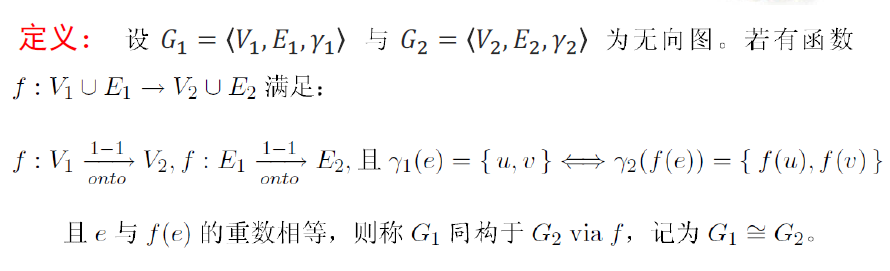 定义： 设 G₁ = ⟨V₁, E₁, γ₁⟩ 与 G₂ = ⟨V₂, E₂, γ₂⟩ 为无向图。若有函数
f : V₁ ∪ E₁ → V₂ ∪ E₂ 满足：
f : V₁ \xrightarrow[onto]{1−1} V₂, f : E₁ \xrightarrow[onto]{1−1} E₂, 且 γ₁(e) = { u, v } ⟺ γ₂(f(e)) = { f(u), f(v) }
且 e 与 f(e) 的重数相等，则称 G₁ 同构于 G₂ via f，记为 G₁ ≅ G₂。